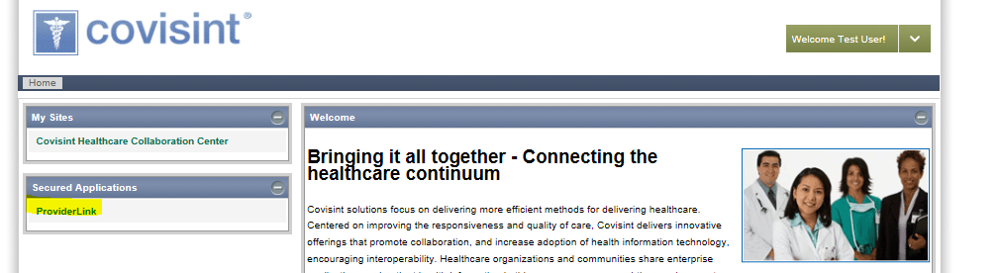 covisint®
Welcome Test User!
Home
My Sites
Covisint Healthcare Collaboration Center
Secured Applications
ProviderLink
Welcome
Bringing it all together - Connecting the
healthcare continuum
Covisint solutions focus on delivering more efficient methods for delivering healthcare.
Centered on improving the responsiveness and quality of care, Covisint delivers innovative
offerings that promote collaboration, and increase adoption of health information technology,
encouraging interoperability. Healthcare organizations and communities share enterprise